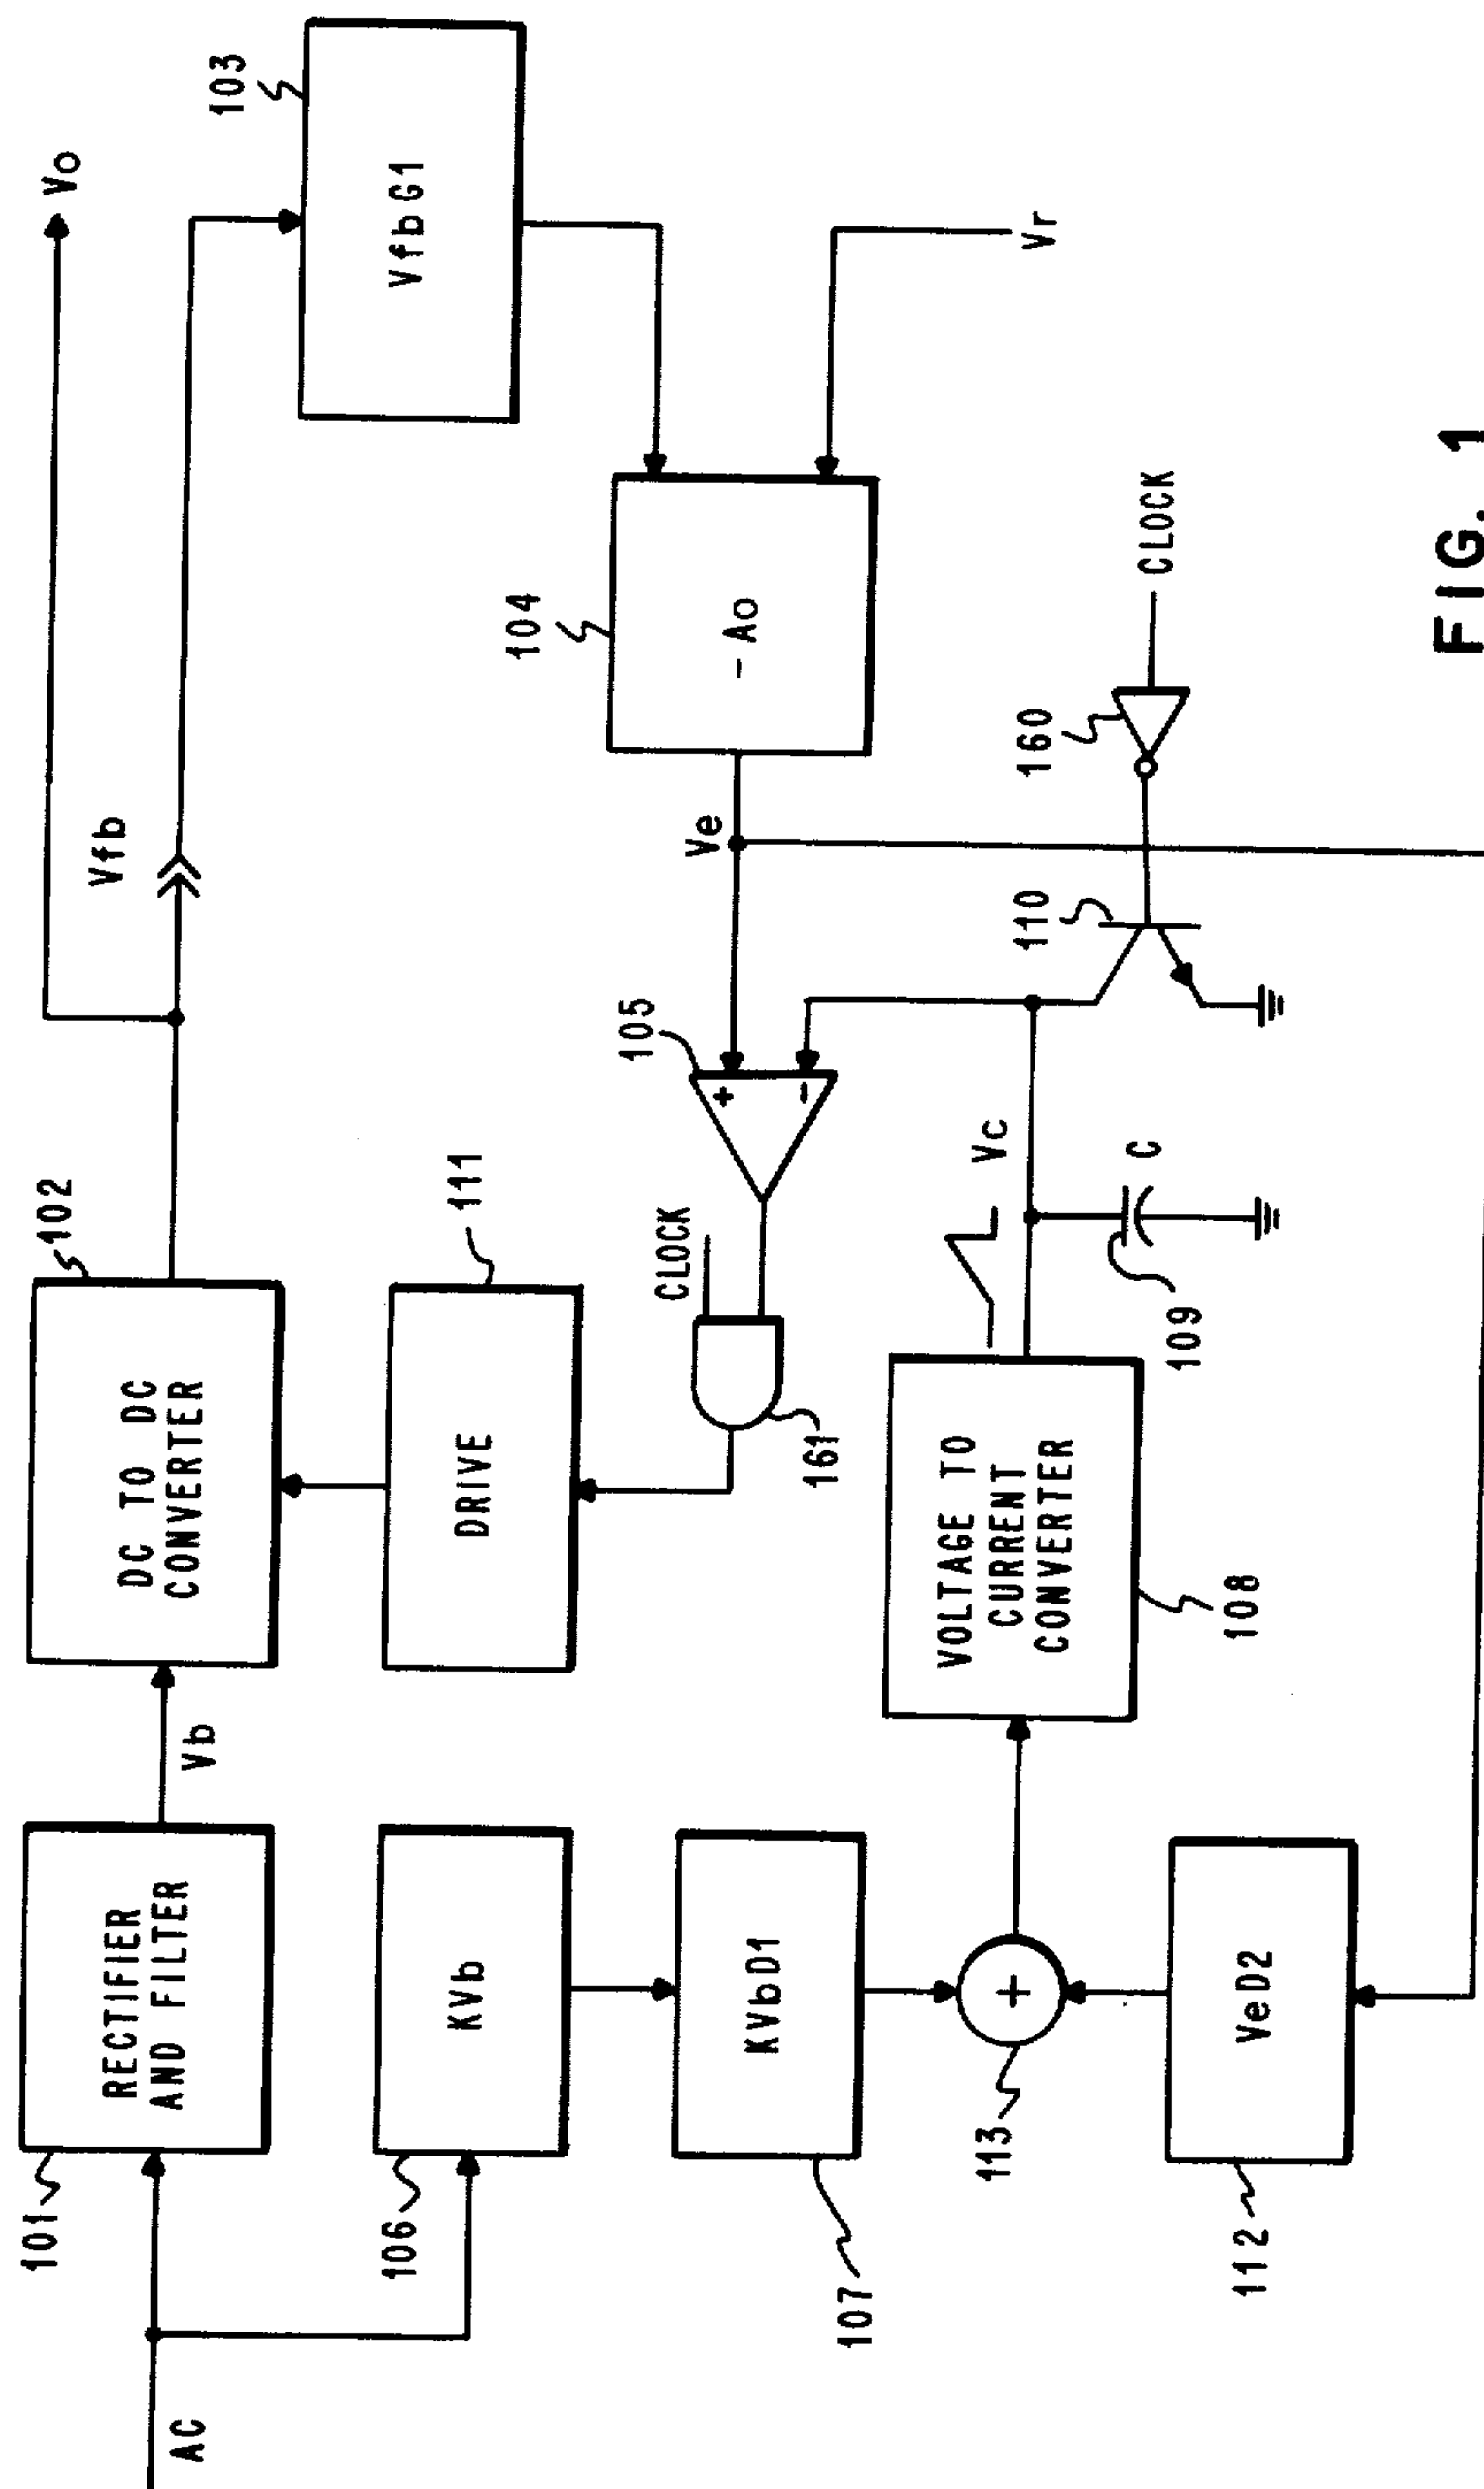 AC
101
RECTIFIER
AND FILTER
Vb
102
DC TO DC
CONVERTER
Vfb
Vo
103
VfbG1
106
KVb
DRIVE
111
CLOCK
161
105
+
-
Ve
104
-Ao
Vr
107
KVbD1
113
+
VOLTAGE TO
CURRENT
CONVERTER
108
Vc
109
C
110
160
CLOCK
112
VeD2
FIG. 1